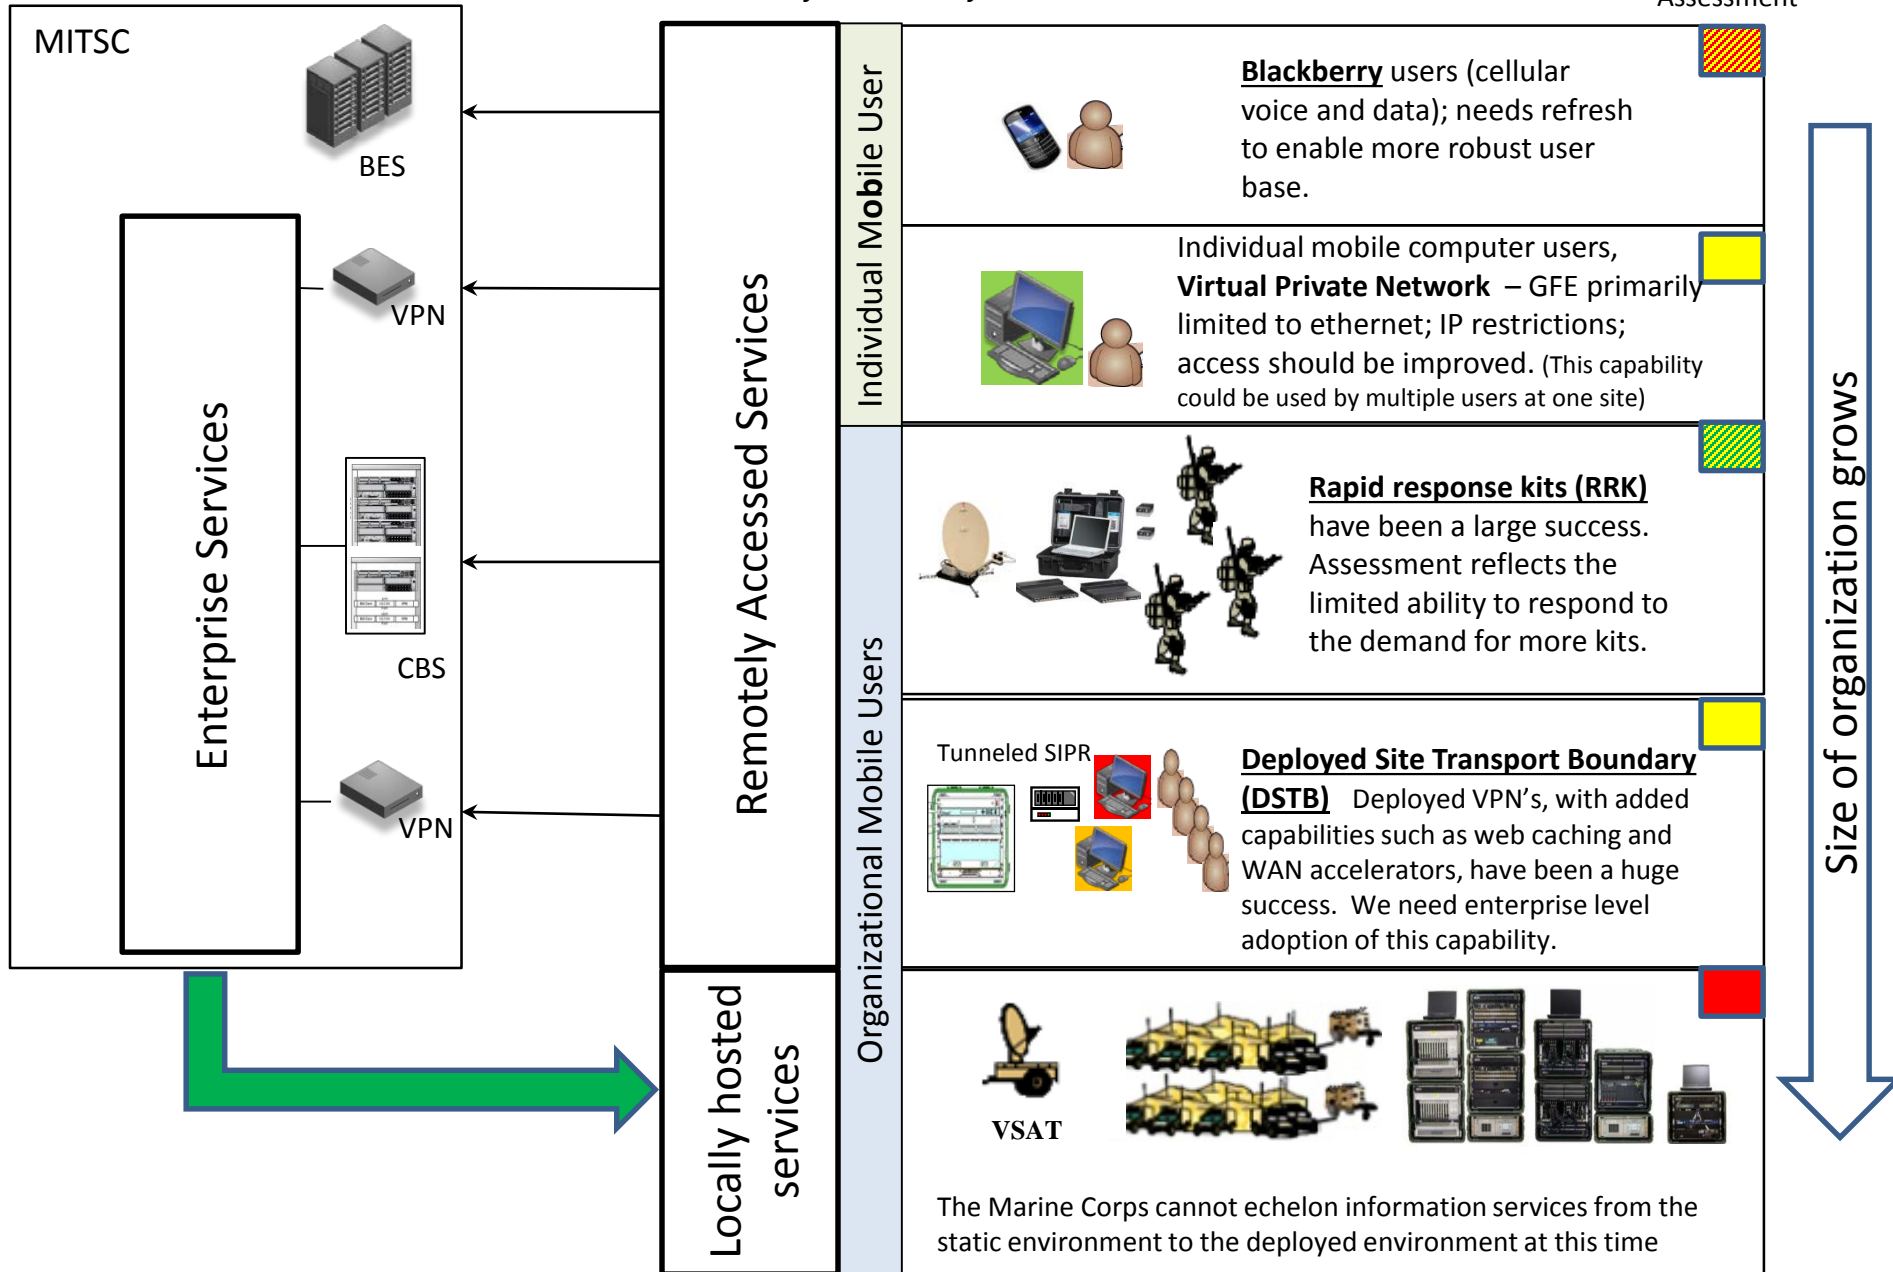 Assessment
MITSC
BES
VPN
CBS
VPN
Enterprise Services
Remotely Accessed Services
Locally hosted
services
Individual Mobile User
Organizational Mobile Users
Blackberry users (cellular
voice and data); needs refresh
to enable more robust user
base.
Individual mobile computer users,
Virtual Private Network – GFE primarily
limited to ethernet; IP restrictions;
access should be improved. (This capability
could be used by multiple users at one site)
Rapid response kits (RRK)
have been a large success.
Assessment reflects the
limited ability to respond to
the demand for more kits.
Tunneled SIPR
Deployed Site Transport Boundary
(DSTB) Deployed VPN's, with added
capabilities such as web caching and
WAN accelerators, have been a huge
success. We need enterprise level
adoption of this capability.
VSAT
The Marine Corps cannot echelon information services from the
static environment to the deployed environment at this time
Size of organization grows